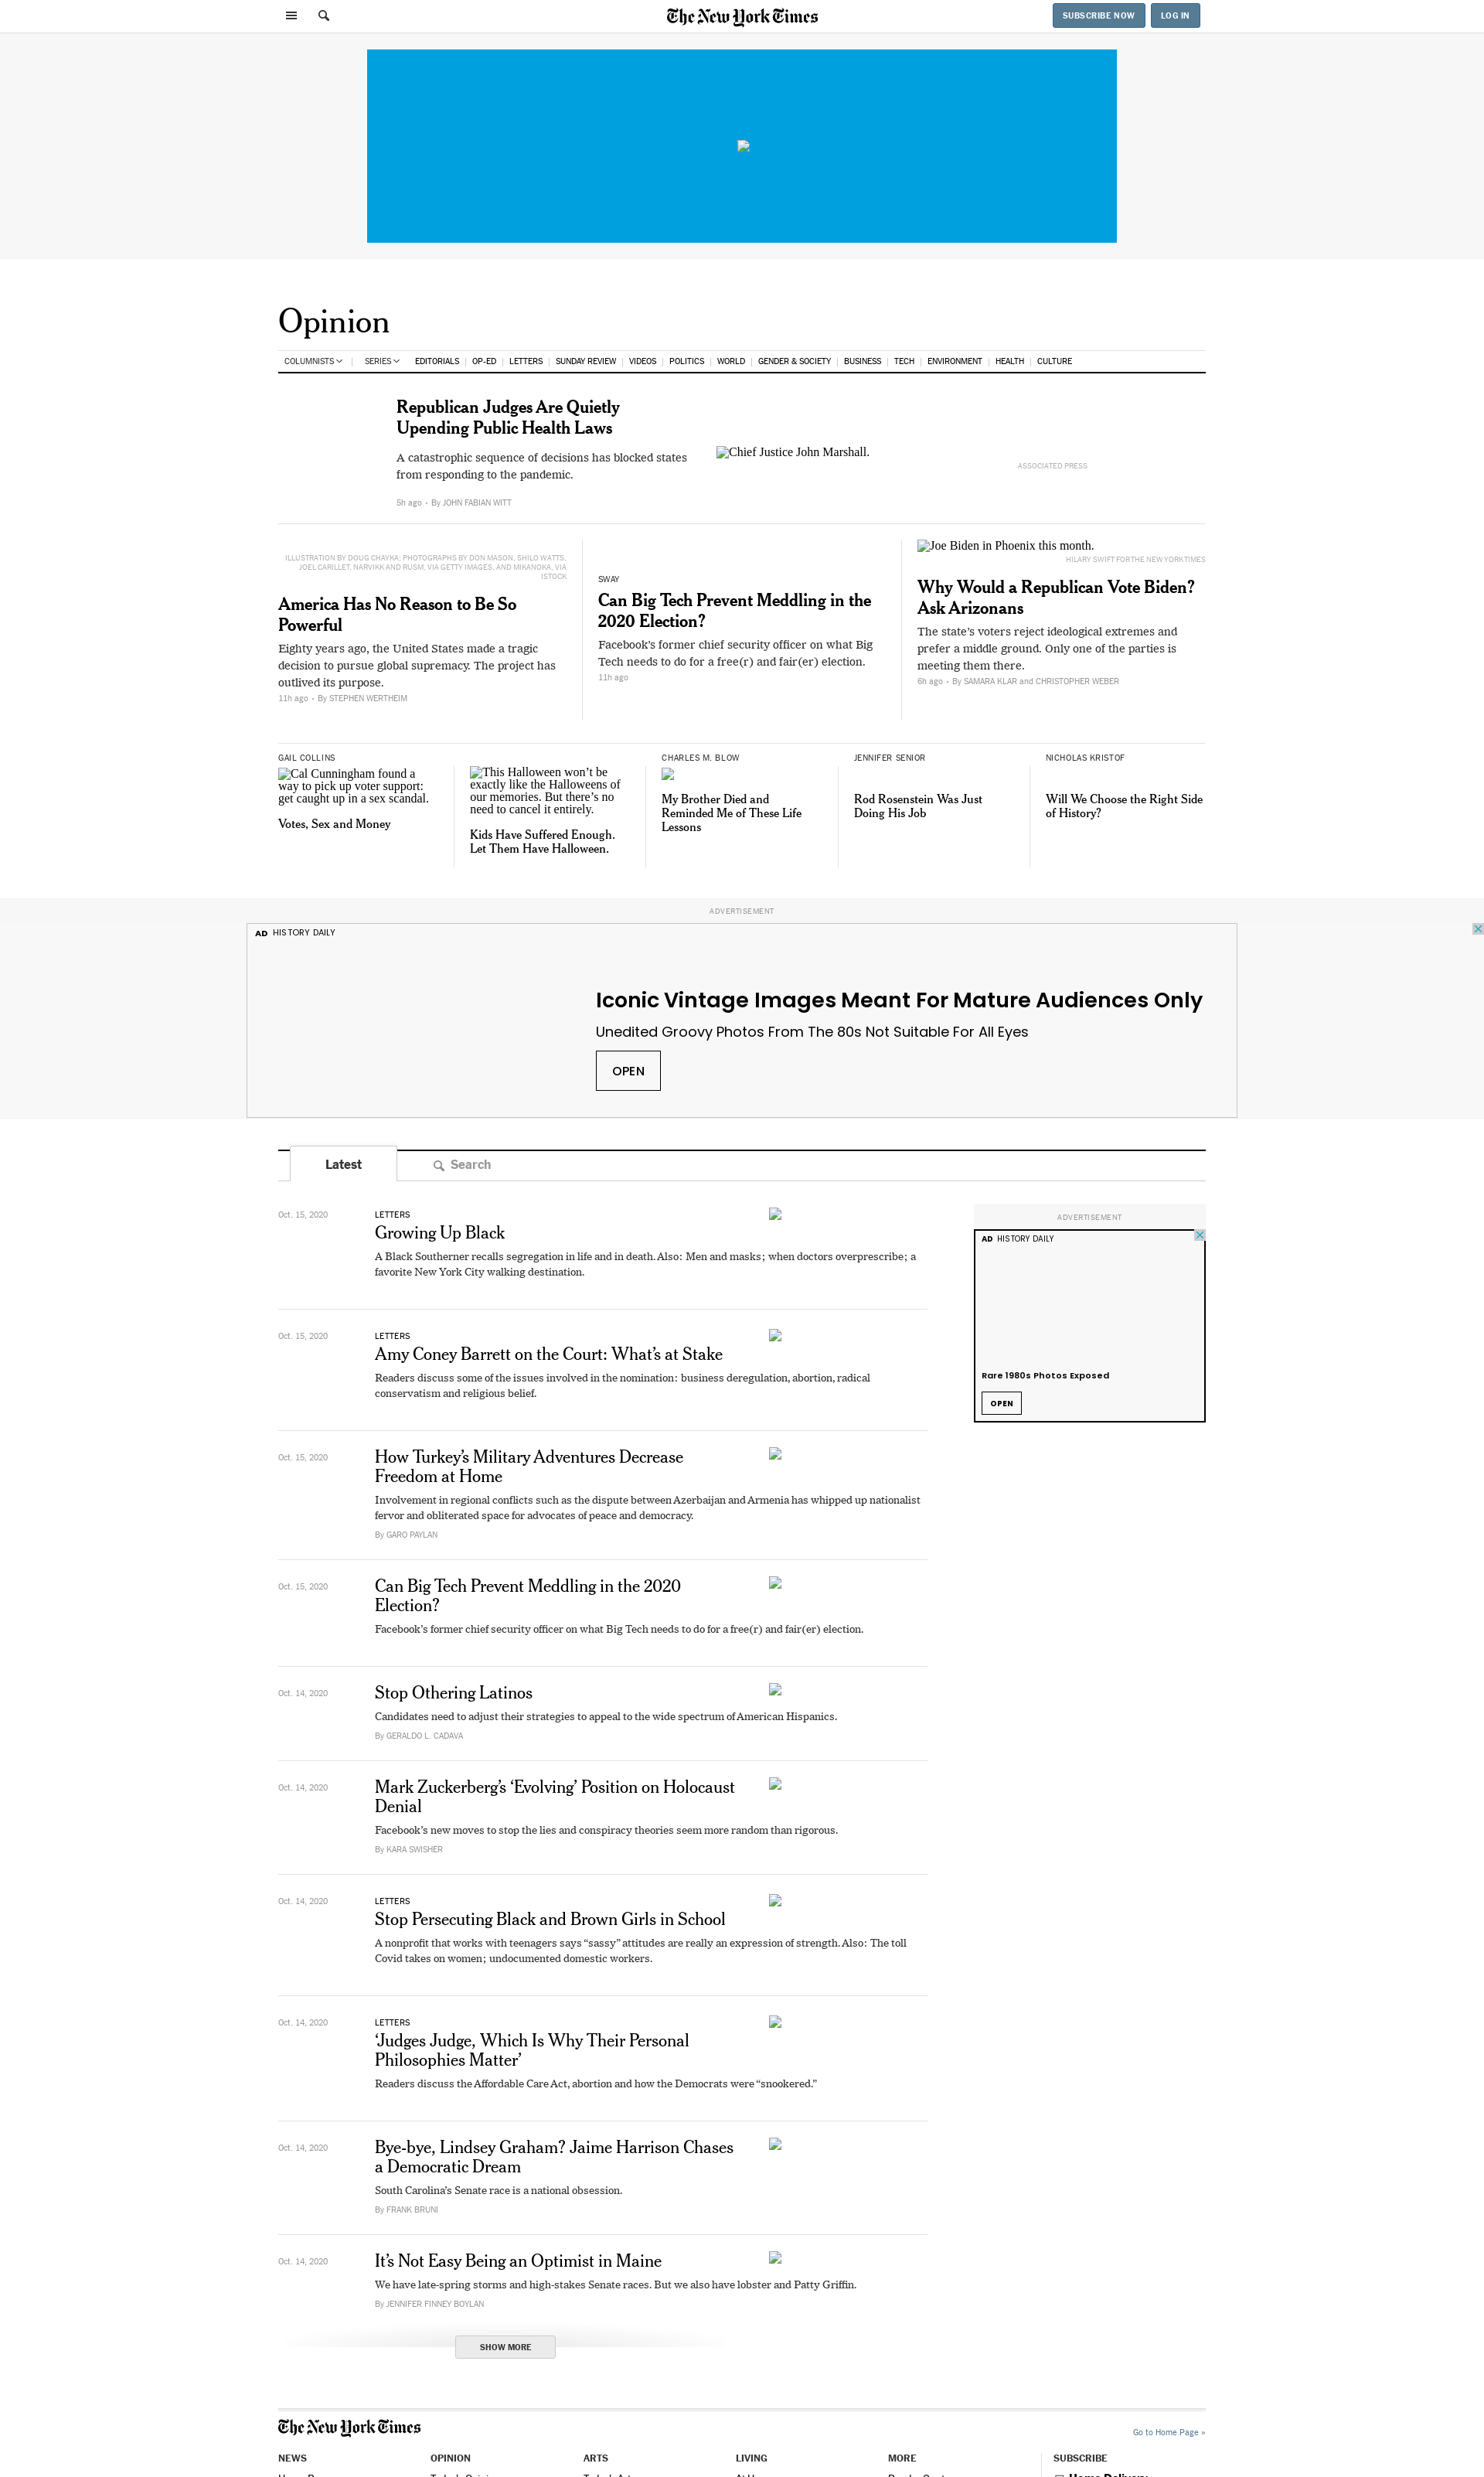 The New York Times
SUBSCRIBE NOW
LOG IN
Opinion
COLUMNISTS
SERIES
EDITORIALS
OP-ED
LETTERS
SUNDAY REVIEW
VIDEOS
POLITICS
WORLD
GENDER & SOCIETY
BUSINESS
TECH
ENVIRONMENT
HEALTH
CULTURE
Republican Judges Are Quietly
Upending Public Health Laws
A catastrophic sequence of decisions has blocked states
from responding to the pandemic.
5h ago • By JOHN FABIAN WITT
Chief Justice John Marshall.
ASSOCIATED PRESS
ILLUSTRATION BY DOUG CHAYKA; PHOTOGRAPHS BY DON MASON, SHILO WATTS,
JOEL CARILLET, NARVIKK AND RUSM, VIA GETTY IMAGES, AND MIKANOKA, VIA
ISTOCK
America Has No Reason to Be So
Powerful
Eighty years ago, the United States made a tragic
decision to pursue global supremacy. The project has
outlived its purpose.
11h ago • By STEPHEN WERTHEIM
SWAY
Can Big Tech Prevent Meddling in the
2020 Election?
Facebook's former chief security officer on what Big
Tech needs to do for a free(r) and fair(er) election.
11h ago
Joe Biden in Phoenix this month.
HILARY SWIFT FOR THE NEW YORK TIMES
Why Would a Republican Vote Biden?
Ask Arizonans
The state's voters reject ideological extremes and
prefer a middle ground. Only one of the parties is
meeting them there.
6h ago • By SAMARA KLAR and CHRISTOPHER WEBER
GAIL COLLINS
Cal Cunningham found a
way to pick up voter support:
get caught up in a sex scandal.
Votes, Sex and Money
This Halloween won't be
exactly like the Halloweens of
our memories. But there's no
need to cancel it entirely.
Kids Have Suffered Enough.
Let Them Have Halloween.
CHARLES M. BLOW
My Brother Died and
Reminded Me of These Life
Lessons
JENNIFER SENIOR
Rod Rosenstein Was Just
Doing His Job
NICHOLAS KRISTOF
Will We Choose the Right Side
of History?
ADVERTISEMENT
AD HISTORY DAILY
Iconic Vintage Images Meant For Mature Audiences Only
Unedited Groovy Photos From The 80s Not Suitable For All Eyes
OPEN
Latest
Search
Oct. 15, 2020
LETTERS
Growing Up Black
A Black Southerner recalls segregation in life and in death. Also: Men and masks; when doctors overprescribe; a
favorite New York City walking destination.
ADVERTISEMENT
AD HISTORY DAILY
Rare 1980s Photos Exposed
OPEN
Oct. 15, 2020
LETTERS
Amy Coney Barrett on the Court: What's at Stake
Readers discuss some of the issues involved in the nomination: business deregulation, abortion, radical
conservatism and religious belief.
Oct. 15, 2020
How Turkey's Military Adventures Decrease
Freedom at Home
Involvement in regional conflicts such as the dispute between Azerbaijan and Armenia has whipped up nationalist
fervor and obliterated space for advocates of peace and democracy.
By GARO PAYLAN
Oct. 15, 2020
Can Big Tech Prevent Meddling in the 2020
Election?
Facebook's former chief security officer on what Big Tech needs to do for a free(r) and fair(er) election.
Oct. 14, 2020
Stop Othering Latinos
Candidates need to adjust their strategies to appeal to the wide spectrum of American Hispanics.
By GERALDO L. CADAVA
Oct. 14, 2020
Mark Zuckerberg's 'Evolving' Position on Holocaust
Denial
Facebook's new moves to stop the lies and conspiracy theories seem more random than rigorous.
By KARA SWISHER
Oct. 14, 2020
LETTERS
Stop Persecuting Black and Brown Girls in School
A nonprofit that works with teenagers says “sassy” attitudes are really an expression of strength. Also: The toll
Covid takes on women; undocumented domestic workers.
Oct. 14, 2020
LETTERS
'Judges Judge, Which Is Why Their Personal
Philosophies Matter'
Readers discuss the Affordable Care Act, abortion and how the Democrats were “snookered.”
Oct. 14, 2020
Bye-bye, Lindsey Graham? Jaime Harrison Chases
a Democratic Dream
South Carolina's Senate race is a national obsession.
By FRANK BRUNI
Oct. 14, 2020
It's Not Easy Being an Optimist in Maine
We have late-spring storms and high-stakes Senate races. But we also have lobster and Patty Griffin.
By JENNIFER FINNEY BOYLAN
SHOW MORE
The New York Times
Go to Home Page »
NEWS
OPINION
ARTS
LIVING
MORE
SUBSCRIBE